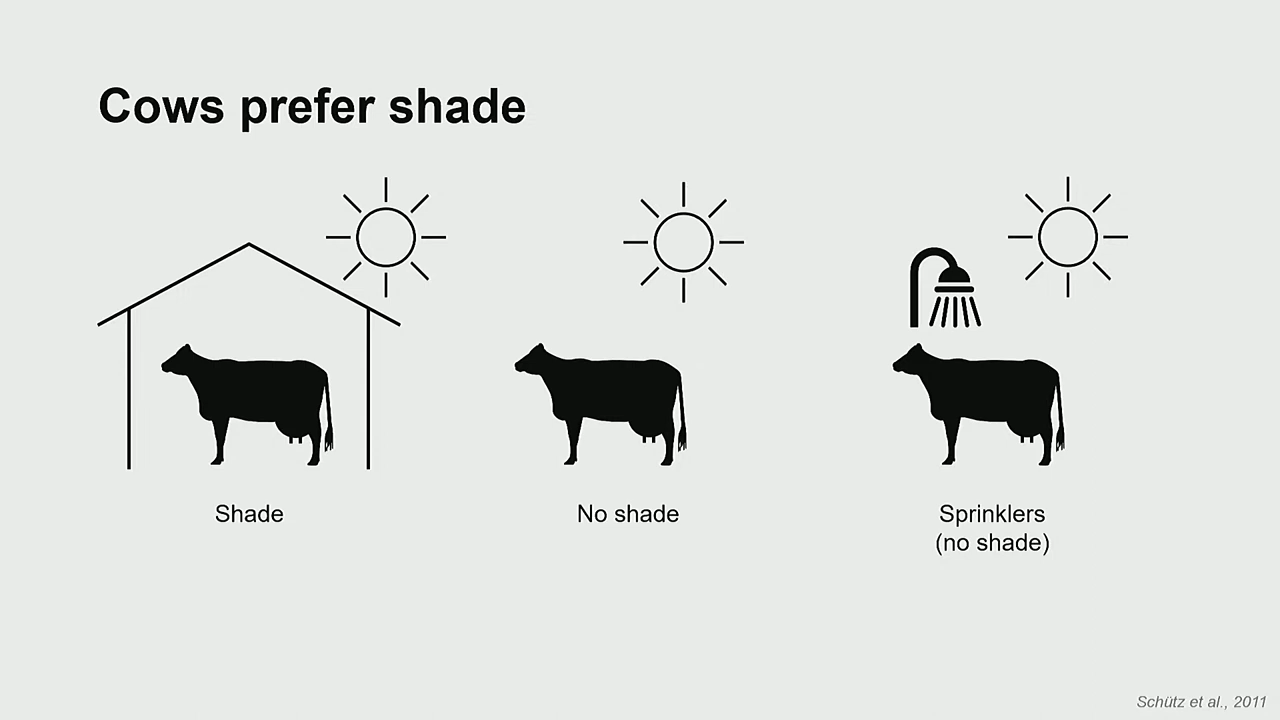 Cows prefer shade
Shade
No shade
Sprinklers
(no shade)
Schütz et al., 2011